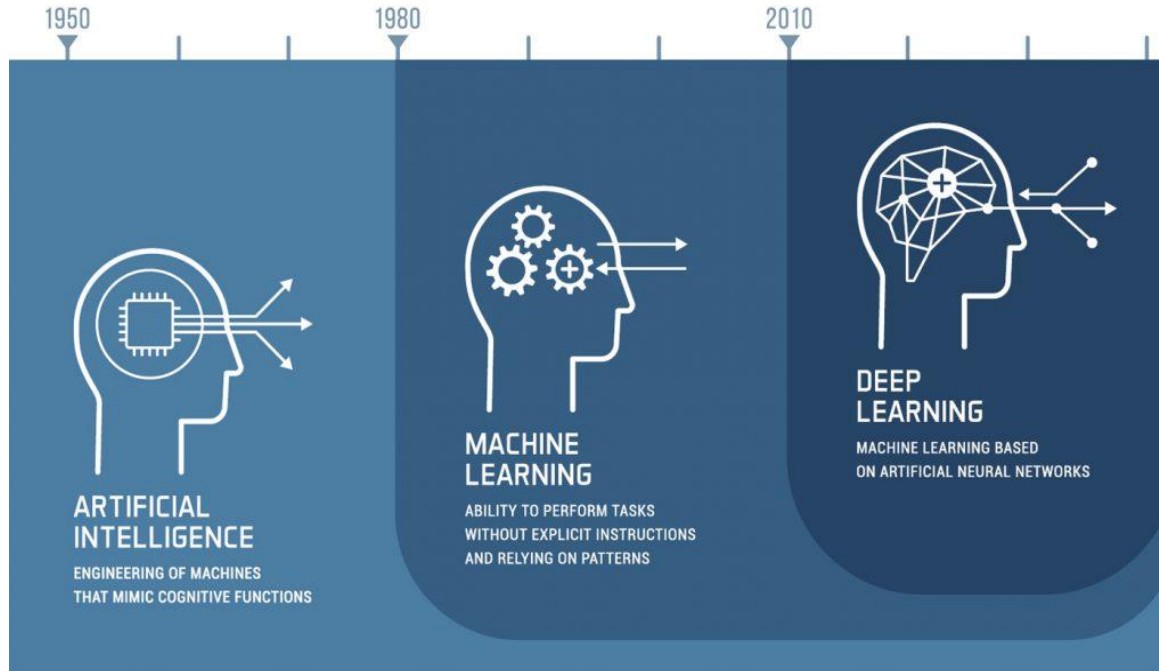 1950
1980
2010
ARTIFICIAL
INTELLIGENCE
ENGINEERING OF MACHINES
THAT MIMIC COGNITIVE FUNCTIONS
MACHINE
LEARNING
ABILITY TO PERFORM TASKS
WITHOUT EXPLICIT INSTRUCTIONS
AND RELYING ON PATTERNS
DEEP
LEARNING
MACHINE LEARNING BASED
ON ARTIFICIAL NEURAL NETWORKS